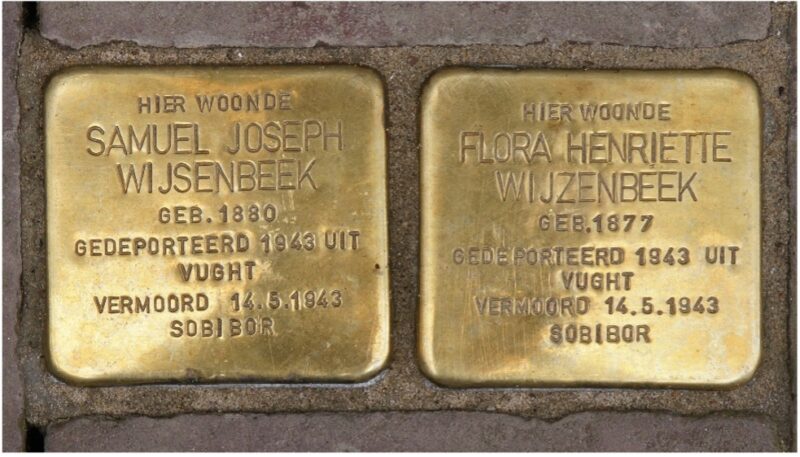 HIER WOONDE
SAMUEL JOSEPH
WIJSENBEEK
GEB. 1880
GEDEPORTEERD 1943 UIT
VUGHT
VERMOORD 14.5.1943
SOBIBOR
HIER WOONDE
FLORA HENRIETTE
WIJZENBEEK
GEB. 1877
GEDEPORTEERD 1943 UIT
VUGHT
VERMOORD 14.5.1943
SOBIBOR